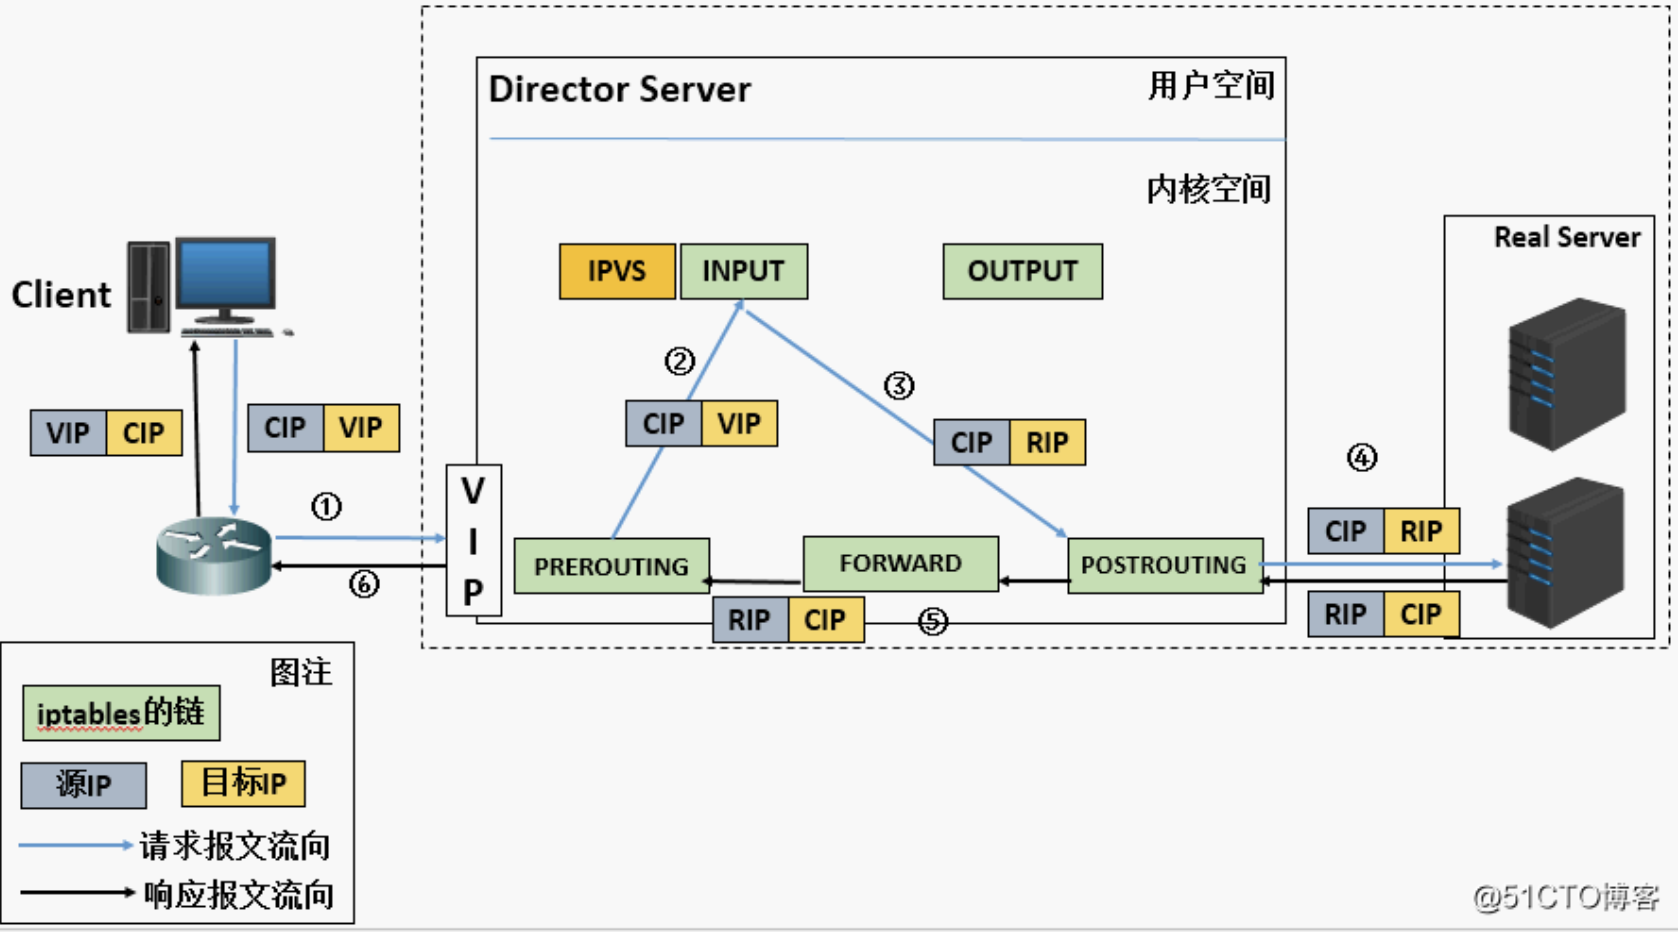 Director Server
用户空间
内核空间
Real Server
IPVS
INPUT
OUTPUT
Client
②
③
VIP
CIP
CIP
VIP
CIP
VIP
CIP
RIP
④
①
V
I
P
CIP
RIP
PREROUTING
FORWARD
POSTROUTING
⑥
RIP
CIP
⑤
RIP
CIP
图注
iptables的链
源IP
目标IP
请求报文流向
响应报文流向
@51CTO博客